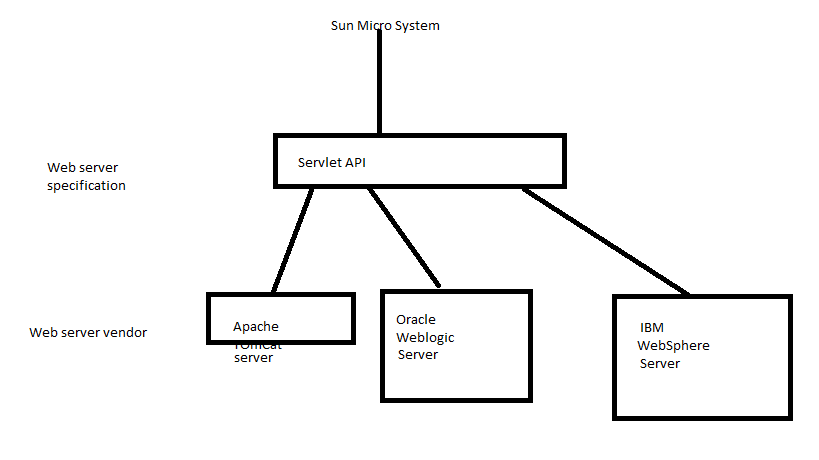 Sun Micro System
Servlet API
Web server
specification
Web server vendor
Apache
TomCat
server
Oracle
Weblogic
Server
IBM
WebSphere
Server